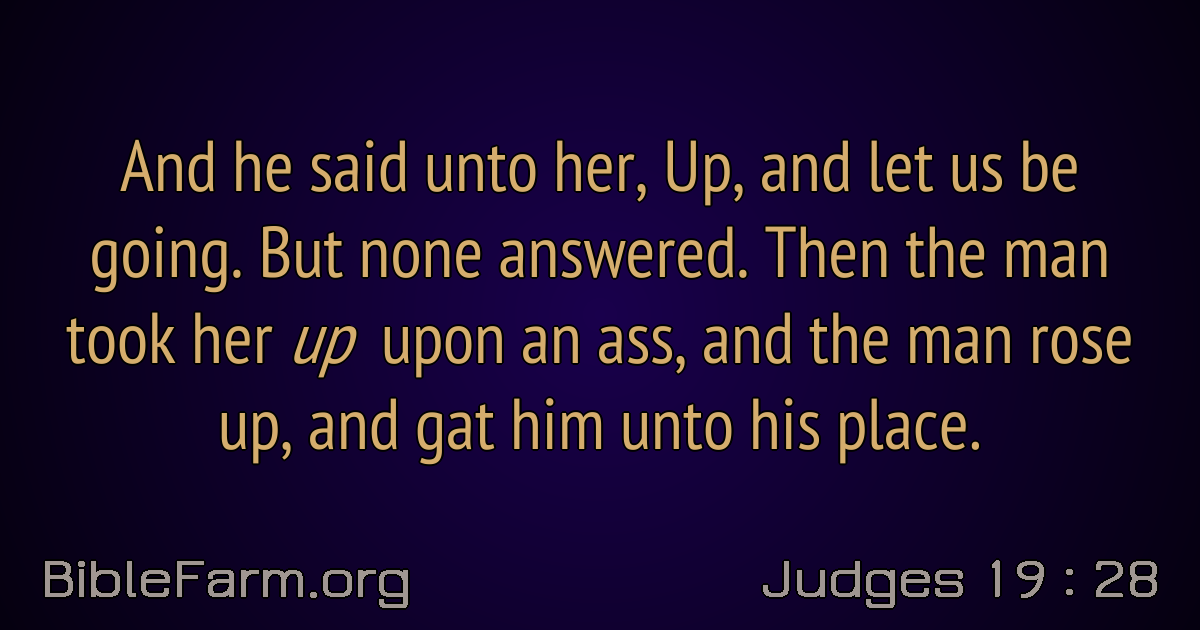 And he said unto her, Up, and let us be
going. But none answered. Then the man
took her up upon an ass, and the man rose
up, and gat him unto his place.
BibleFarm.org
Judges 19 : 28